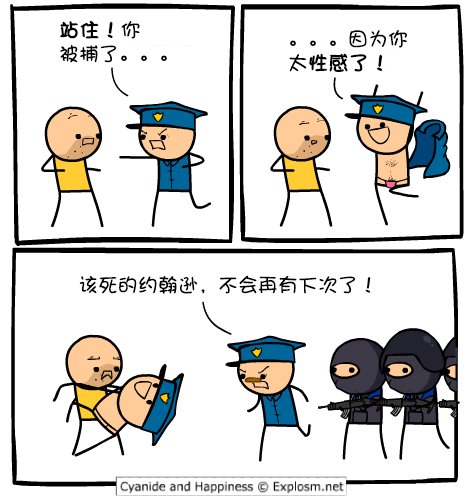 站住！你
被捕了。。。
。。。因为你
太性感了！
该死的约翰逊，不会再有下次了！
Cyanide and Happiness © Explosm.net